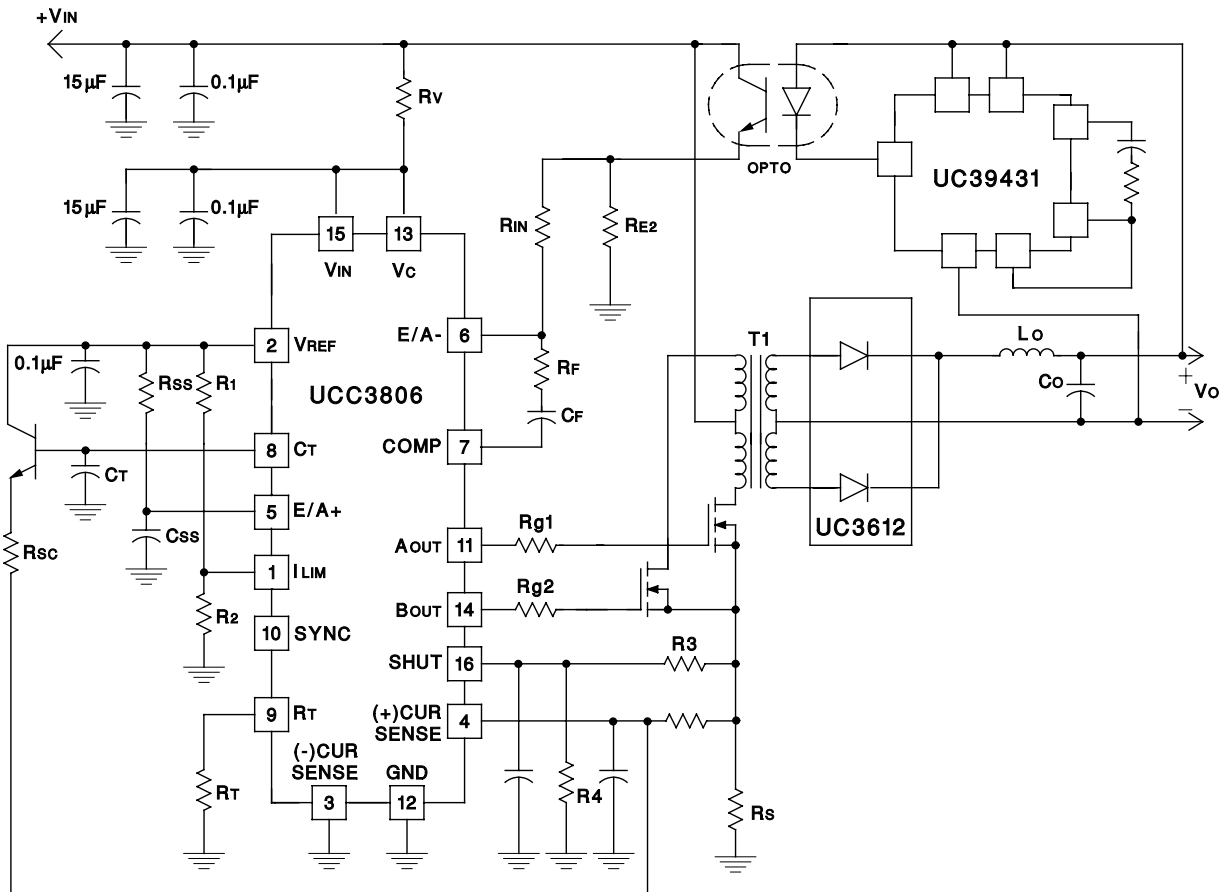 +VIN
15µF
0.1µF
RV
OPTO
UC39431
15µF
0.1µF
RIN
RE2
15
13
VIN
VC
E/A-
6
2
VREF
0.1µF
RSS
R1
UCC3806
RF
CF
T1
LO
CO
+
VO
−
COMP
7
8
CT
CT
5
E/A+
CSS
RSC
1
ILIM
R2
10
SYNC
AOUT
11
Rg1
UC3612
BOUT
14
Rg2
SHUT
16
R3
9
RT
(+)CUR
SENSE
4
(-)CUR
SENSE
GND
RT
3
12
R4
RS